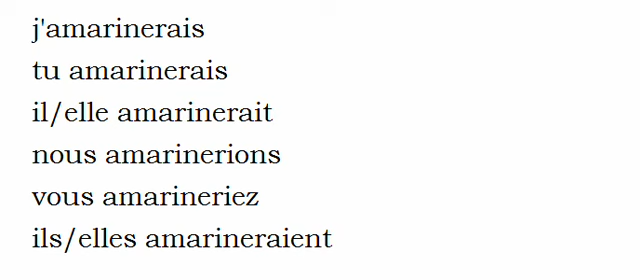 j'amarinerais
tu amarinerais
il/elle amarinerait
nous amarinerions
vous amarineriez
ils/elles amarineraient